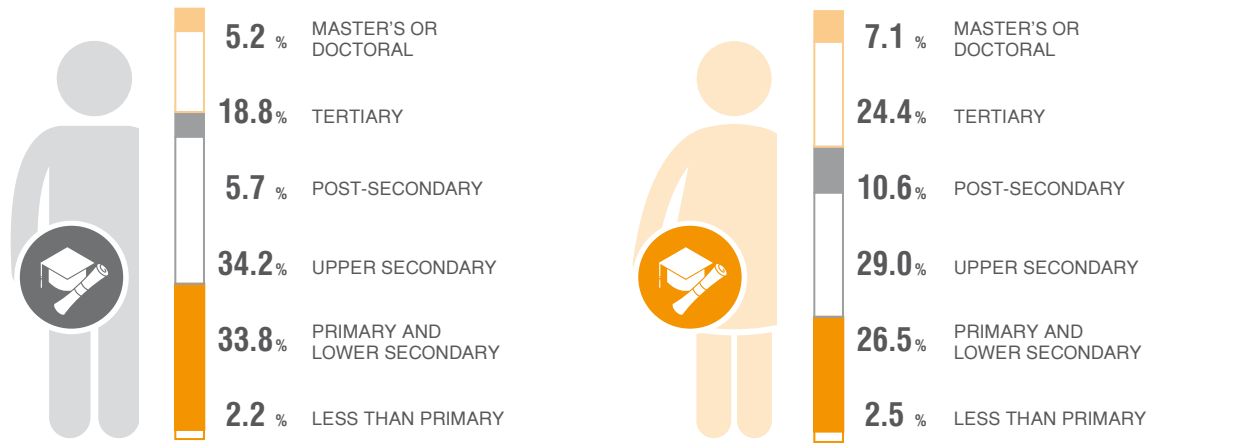 5.2 % MASTER'S OR
DOCTORAL
18.8% TERTIARY
5.7 % POST-SECONDARY
34.2% UPPER SECONDARY
33.8% PRIMARY AND
LOWER SECONDARY
2.2 % LESS THAN PRIMARY
7.1 % MASTER'S OR
DOCTORAL
24.4% TERTIARY
10.6% POST-SECONDARY
29.0% UPPER SECONDARY
26.5% PRIMARY AND
LOWER SECONDARY
2.5 % LESS THAN PRIMARY